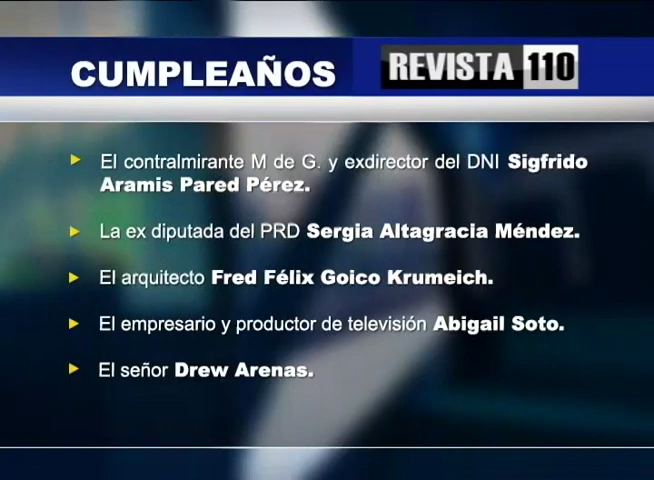 CUMPLEAÑOS
REVISTA 110
El contralmirante M de G. y exdirector del DNI Sigfrido
Aramis Pared Pérez.
La ex diputada del PRD Sergia Altagracia Méndez.
El arquitecto Fred Félix Goico Krumeich.
El empresario y productor de televisión Abigail Soto.
El señor Drew Arenas.